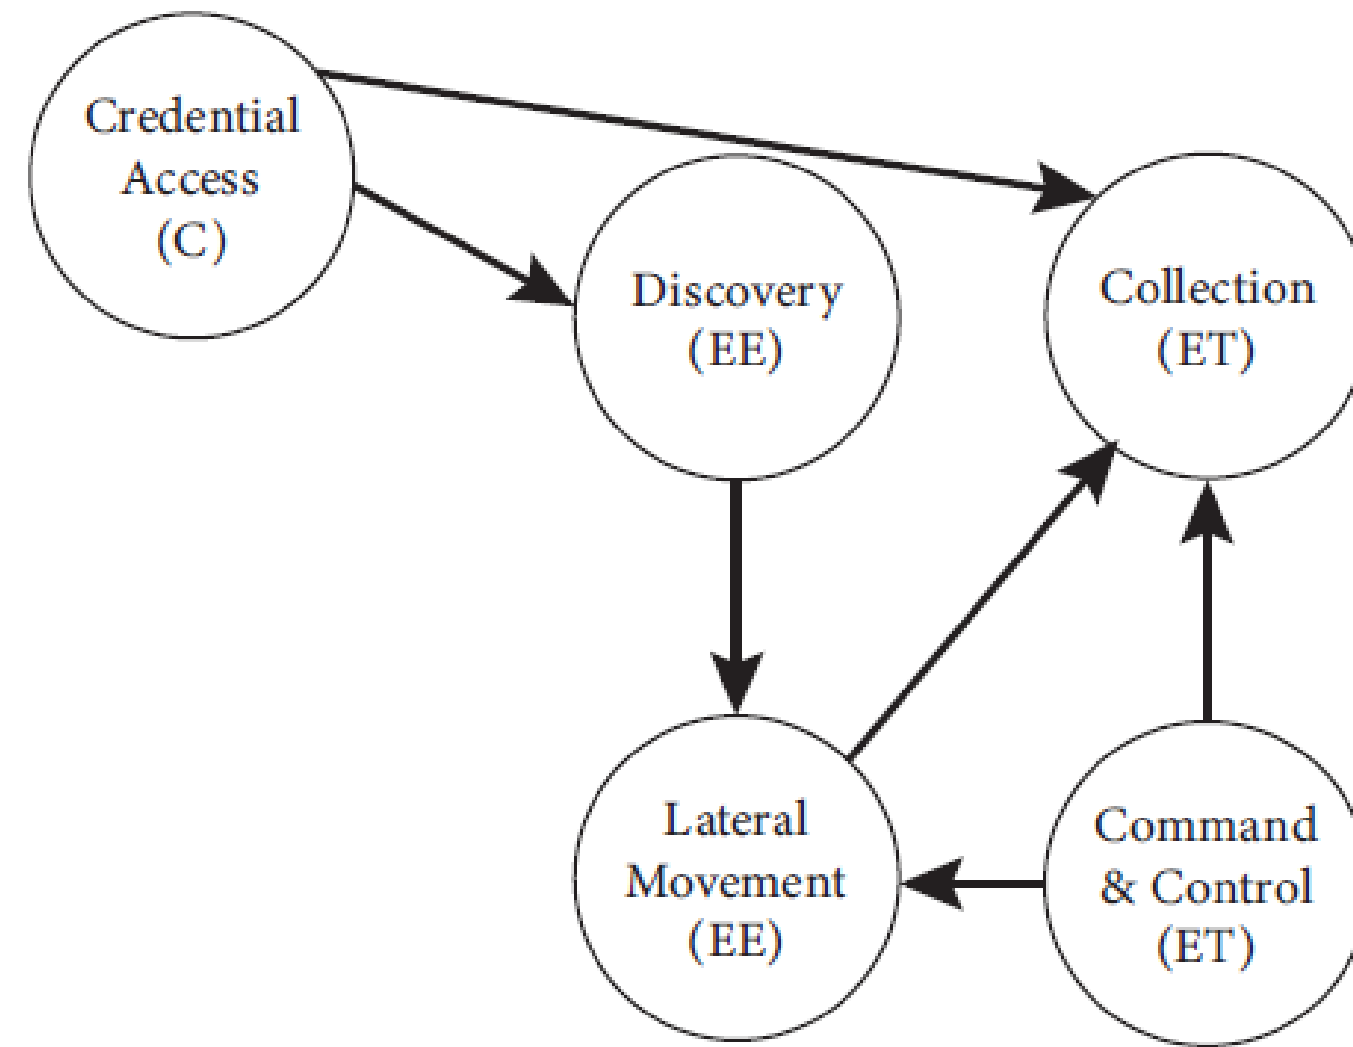 Credential
Access
(C)
Discovery
(EE)
Collection
(ET)
Lateral
Movement
(EE)
Command
& Control
(ET)